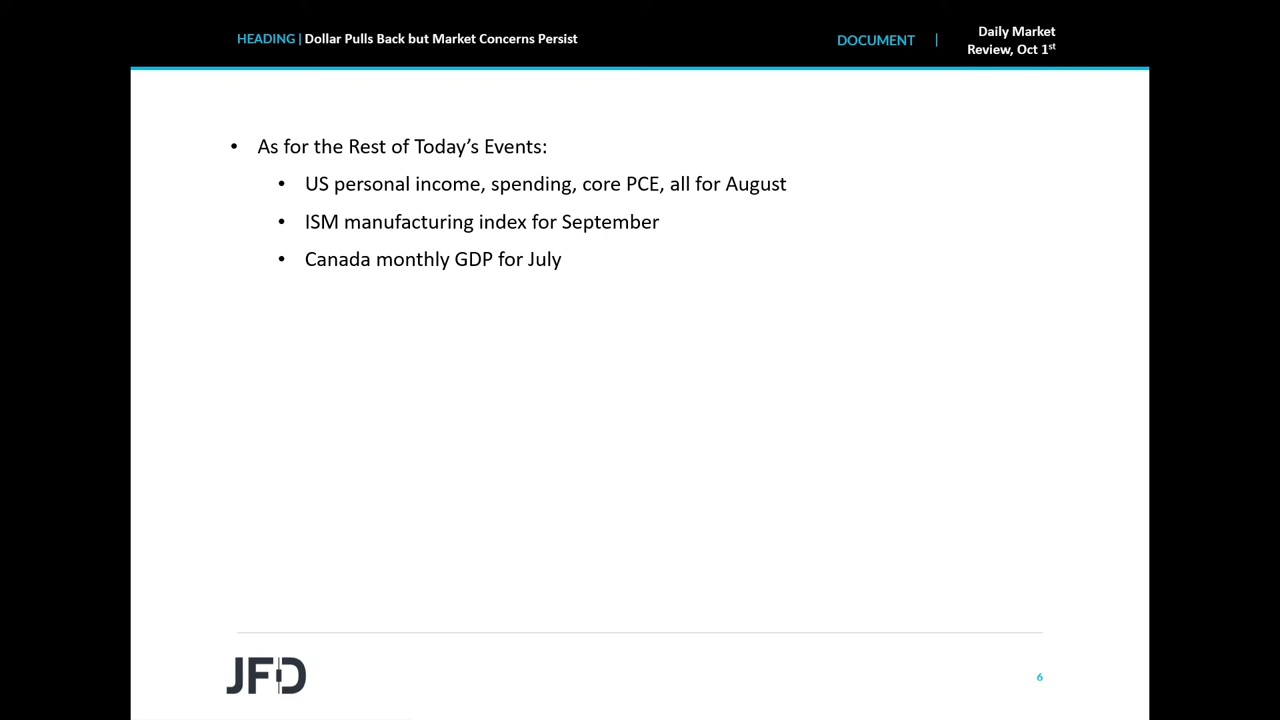 HEADING | Dollar Pulls Back but Market Concerns Persist
DOCUMENT |
Daily Market
Review, Oct 1st
• As for the Rest of Today’s Events:
• US personal income, spending, core PCE, all for August
• ISM manufacturing index for September
• Canada monthly GDP for July
JFD
6